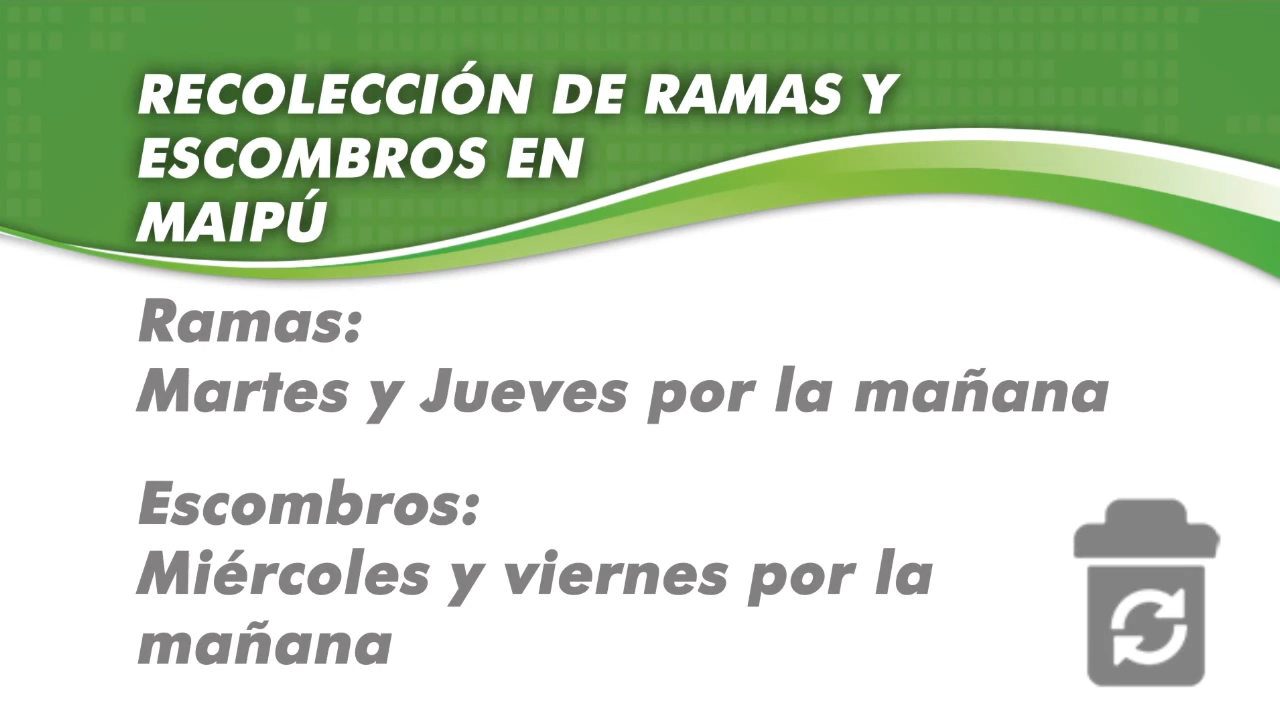 RECOLECCIÓN DE RAMAS Y
ESCOMBROS EN
MAIPÚ
Ramas:
Martes y Jueves por la mañana
Escombros:
Miércoles y viernes por la
mañana